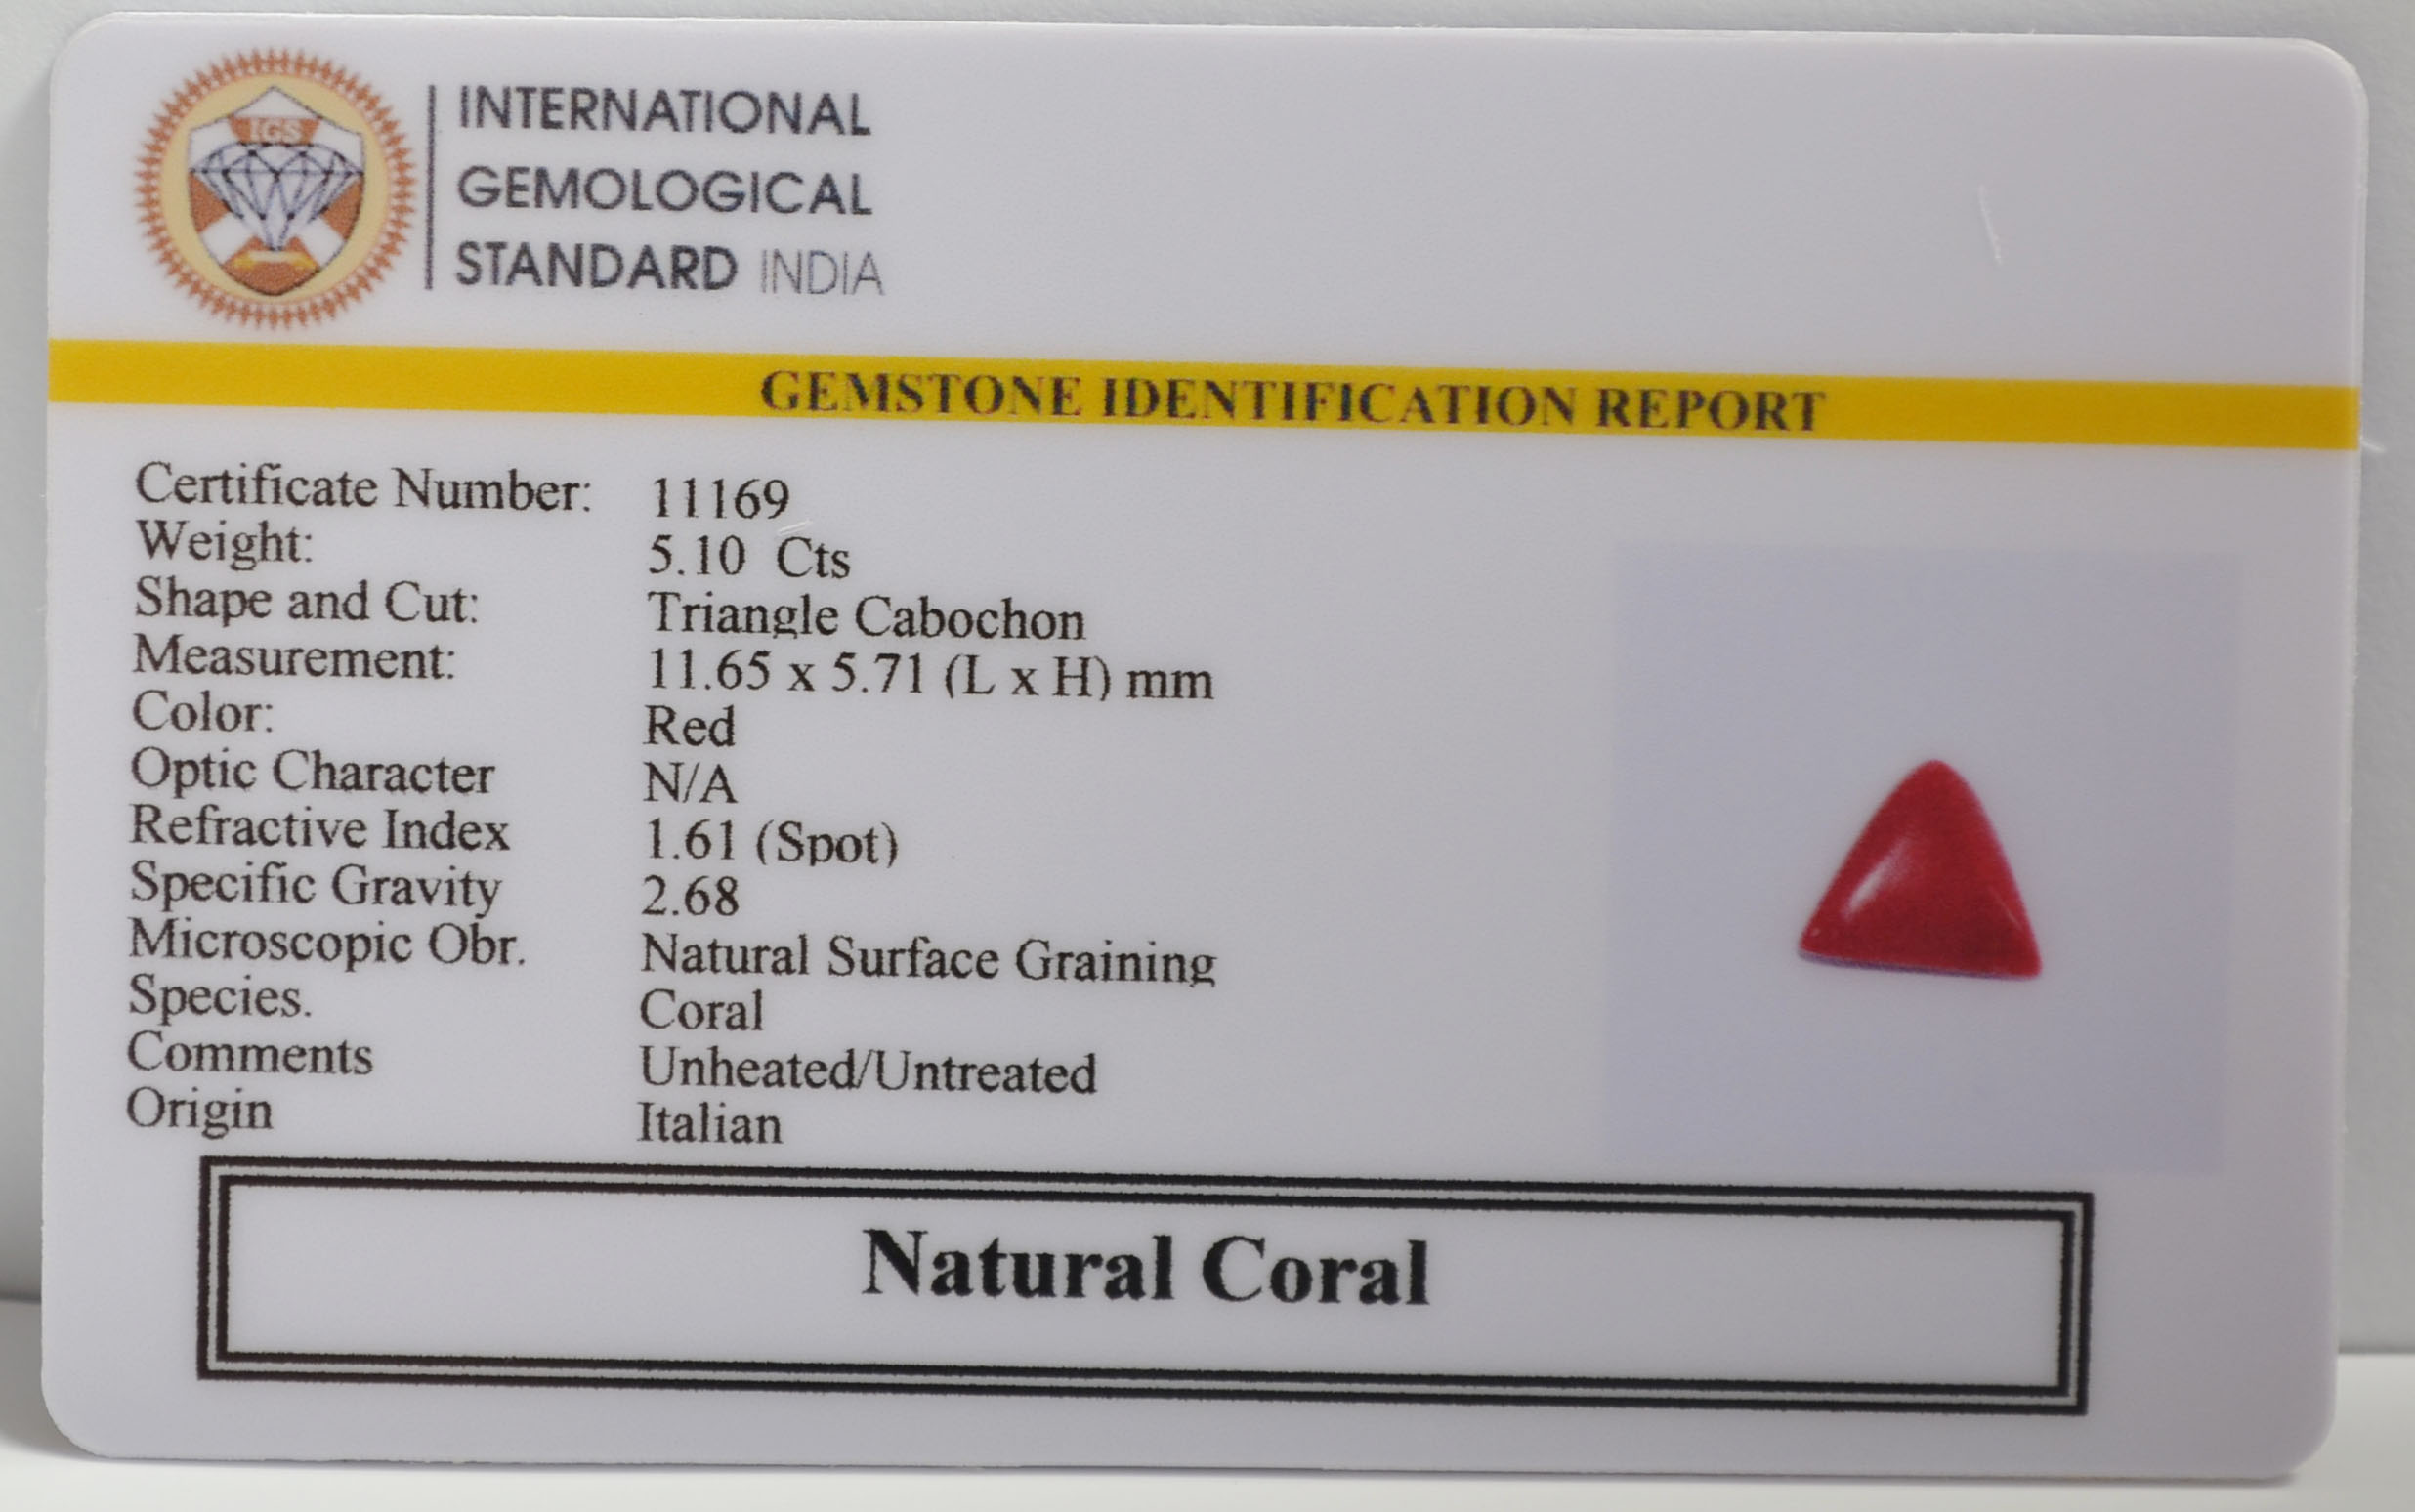 IGS
INTERNATIONAL
GEMOLOGICAL
STANDARD INDIA
GEMSTONE IDENTIFICATION REPORT
Certificate Number: 11169
Weight: 5.10 Cts
Shape and Cut: Triangle Cabochon
Measurement: 11.65 x 5.71 (L x H) mm
Color: Red
Optic Character N/A
Refractive Index 1.61 (Spot)
Specific Gravity 2.68
Microscopic Obr. Natural Surface Graining
Species. Coral
Comments Unheated/Untreated
Origin Italian
Natural Coral